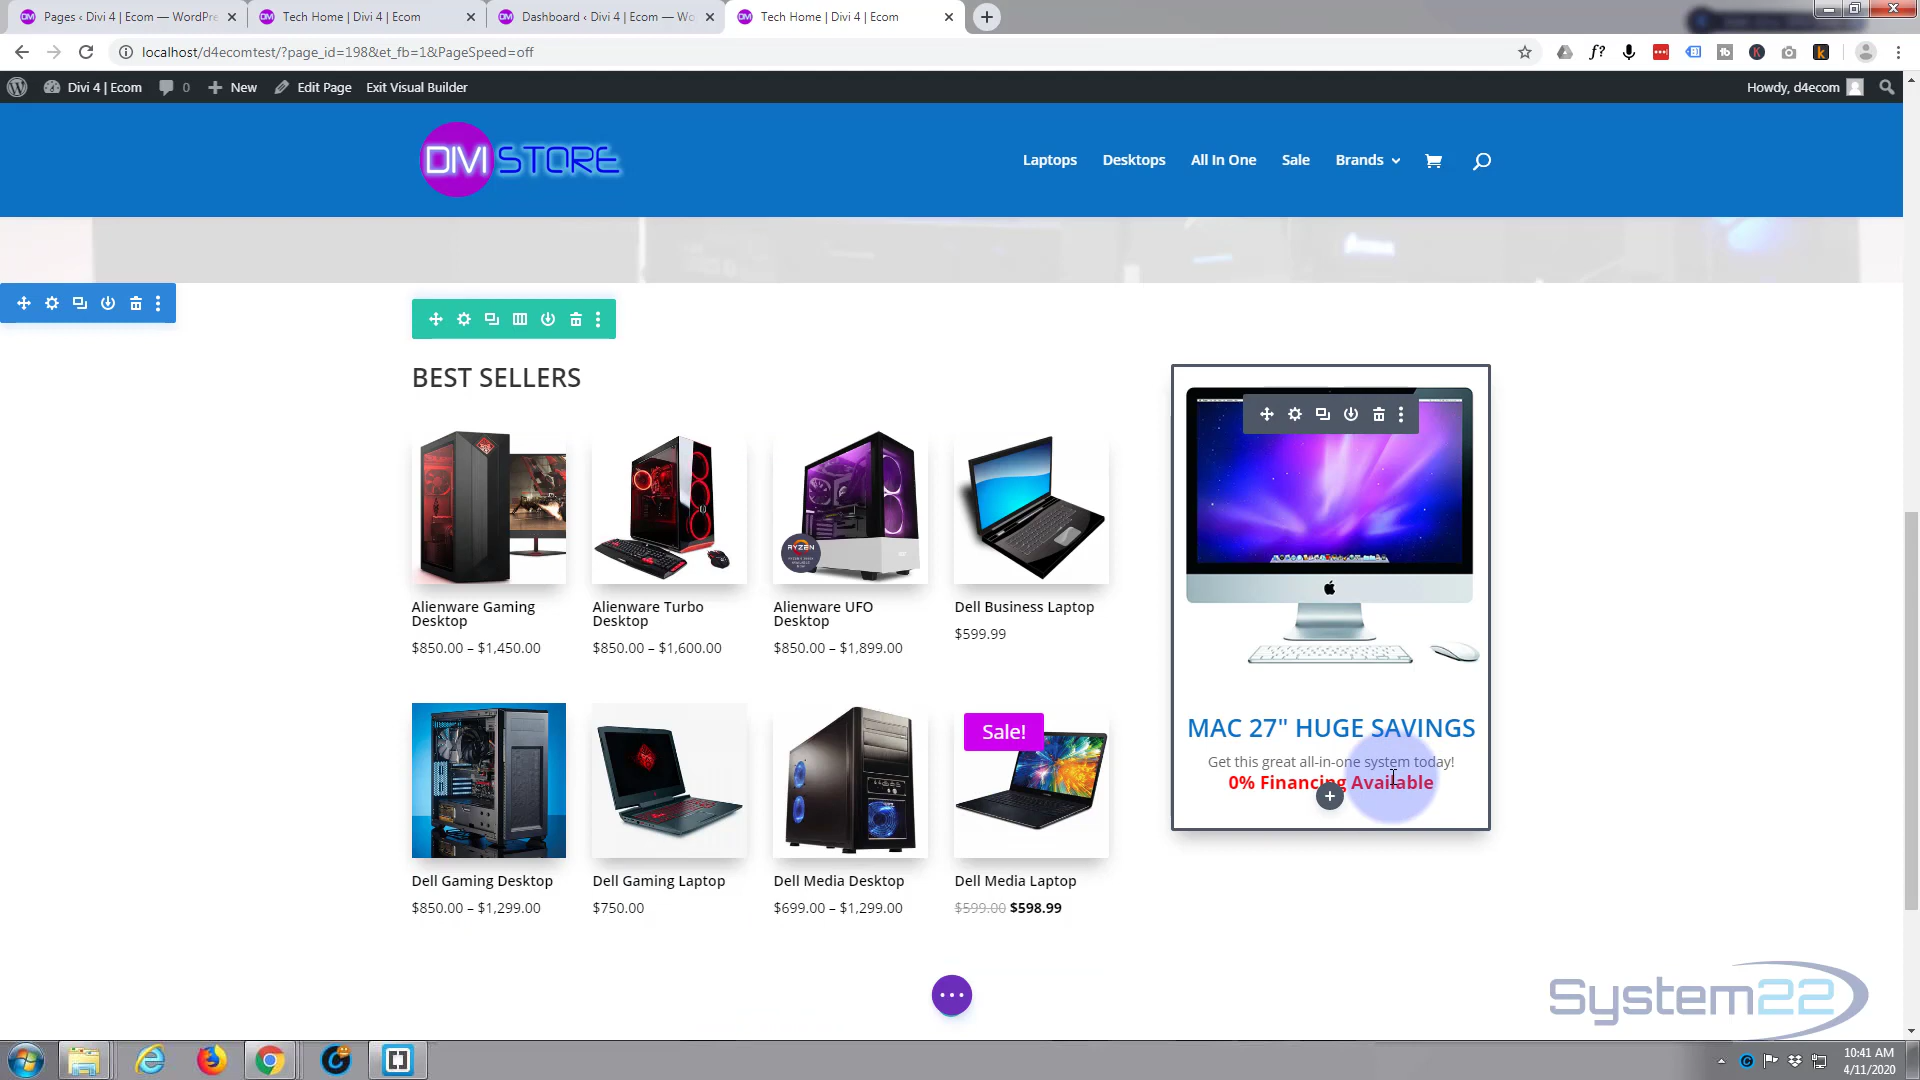 Pages ‹ Divi 4 | Ecom — WordPre
Tech Home | Divi 4 | Ecom
Dashboard ‹ Divi 4 | Ecom — Wo
Tech Home | Divi 4 | Ecom
localhost/d4ecomtest/?page_id=198&et_fb=1&PageSpeed=off
Divi 4 | Ecom
0
New
Edit Page
Exit Visual Builder
Howdy, d4ecom
DIVI STORE
Laptops
Desktops
All In One
Sale
Brands
BEST SELLERS
RYZEN
Alienware Gaming
Desktop
$850.00 – $1,450.00
Alienware Turbo
Desktop
$850.00 – $1,600.00
Alienware UFO
Desktop
$850.00 – $1,899.00
Dell Business Laptop
$599.99
MAC 27" HUGE SAVINGS
Get this great all-in-one system today!
0% Financing Available
Sale!
Dell Gaming Desktop
$850.00 – $1,299.00
Dell Gaming Laptop
$750.00
Dell Media Desktop
$699.00 – $1,299.00
Dell Media Laptop
$599.00 $598.99
System22
10:41 AM
4/11/2020